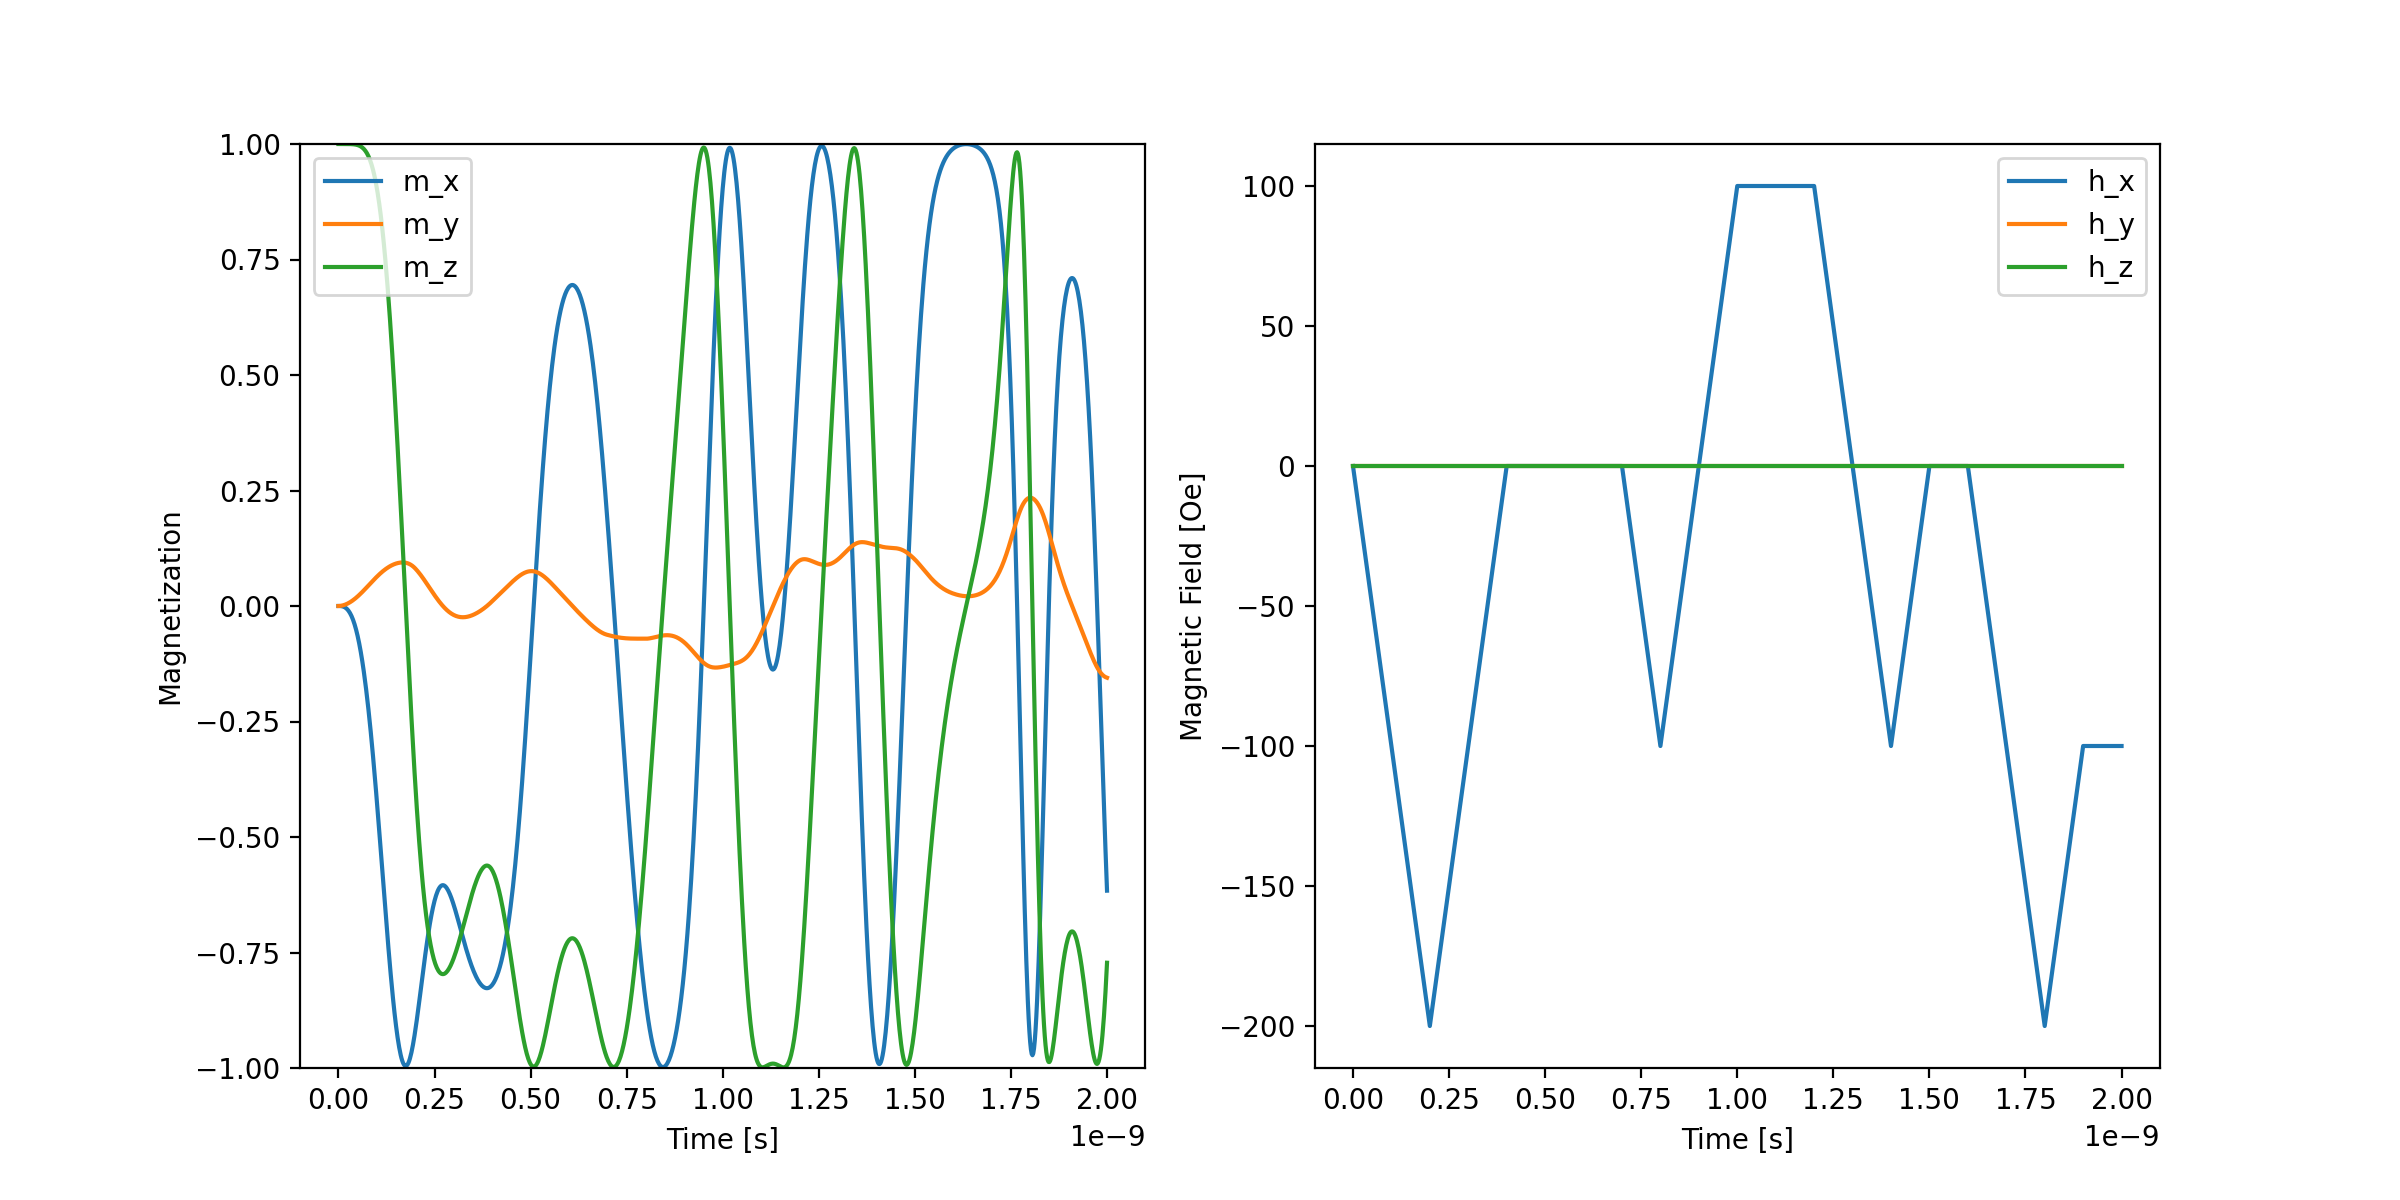 1.00
0.75
0.50
0.25
0.00
−0.25
−0.50
−0.75
−1.00
Magnetization
m_x
m_y
m_z
0.00 0.25 0.50 0.75 1.00 1.25 1.50 1.75 2.00
Time [s]
1e−9
100
50
0
−50
−100
−150
−200
Magnetic Field [Oe]
h_x
h_y
h_z
0.00 0.25 0.50 0.75 1.00 1.25 1.50 1.75 2.00
Time [s]
1e−9